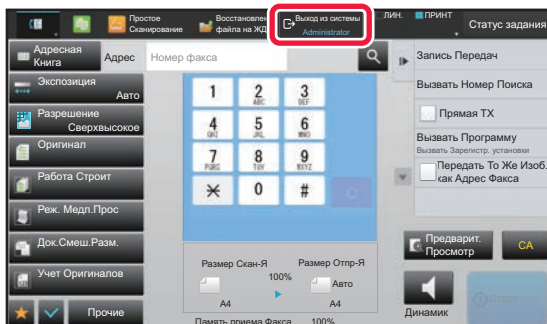 Простое
Сканирование
Восстановлен
файла на ЖД
Выход из системы
Administrator
ЛИН.
ПРИНТ
Статус задания
Адресная
Книга
Адрес
Номер факса
Экспозиция
Авто
Разрешение
Сверхвысокое
Оригинал
Работа Строит
Реж. Медл.Прос
Док.Смеш.Разм.
Учет Оригиналов
Прочие
1
2
ABC
3
DEF
4
GHI
5
JKL
6
MNO
7
PQRS
8
TUV
9
WXYZ
0
#
Размер Скан-Я
Размер Отпр-Я
100%
Авто
A4
A4
Память приема Факса 100%
Запись Передач
Вызвать Номер Поиска
Прямая TX
Вызвать Программу
Вызвать Зарегистр. установки
Передать То Же Изоб.
как Адрес Факса
Предварит.
Просмотр
CA
Динамик
Старт